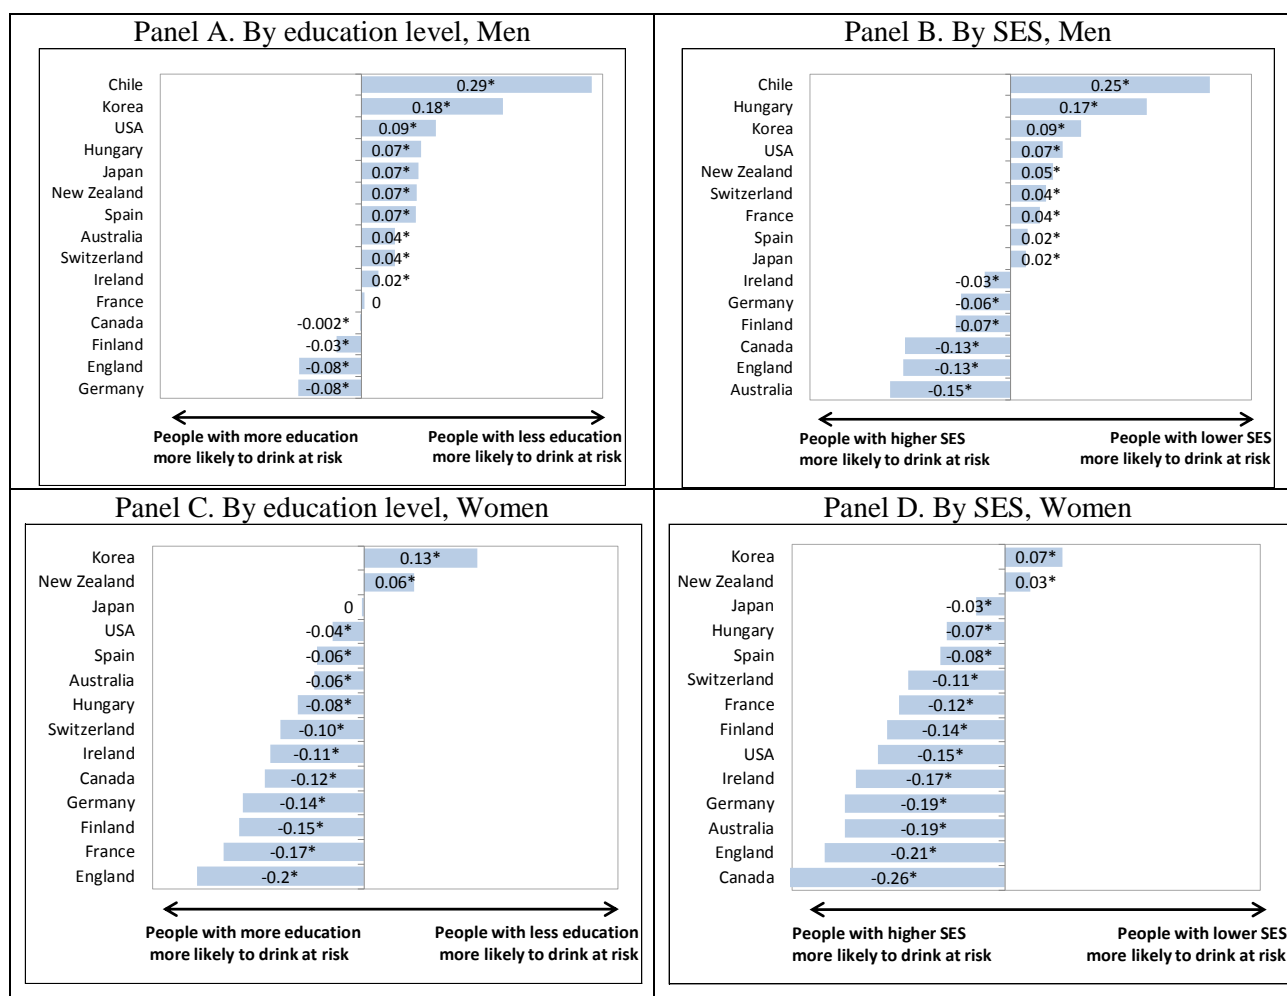 Panel A. By education level, Men
Chile 0.29*
Korea 0.18*
USA 0.09*
Hungary 0.07*
Japan 0.07*
New Zealand 0.07*
Spain 0.07*
Australia 0.04*
Switzerland 0.04*
Ireland 0.02*
France 0
Canada -0.002*
Finland -0.03*
England -0.08*
Germany -0.08*
People with more education People with less education
more likely to drink at risk more likely to drink at risk
Panel B. By SES, Men
Chile 0.25*
Hungary 0.17*
Korea 0.09*
USA 0.07*
New Zealand 0.05*
Switzerland 0.04*
France 0.04*
Spain 0.02*
Japan 0.02*
Ireland -0.03*
Germany -0.06*
Finland -0.07*
Canada -0.13*
England -0.13*
Australia -0.15*
People with higher SES People with lower SES
more likely to drink at risk more likely to drink at risk
Panel C. By education level, Women
Korea 0.13*
New Zealand 0.06*
Japan 0
USA -0.04*
Spain -0.06*
Australia -0.06*
Hungary -0.08*
Switzerland -0.10*
Ireland -0.11*
Canada -0.12*
Germany -0.14*
Finland -0.15*
France -0.17*
England -0.2*
People with more education People with less education
more likely to drink at risk more likely to drink at risk
Panel D. By SES, Women
Korea 0.07*
New Zealand 0.03*
Japan -0.03*
Hungary -0.07*
Spain -0.08*
Switzerland -0.11*
France -0.12*
Finland -0.14*
USA -0.15*
Ireland -0.17*
Germany -0.19*
Australia -0.19*
England -0.21*
Canada -0.26*
People with higher SES People with lower SES
more likely to drink at risk more likely to drink at risk